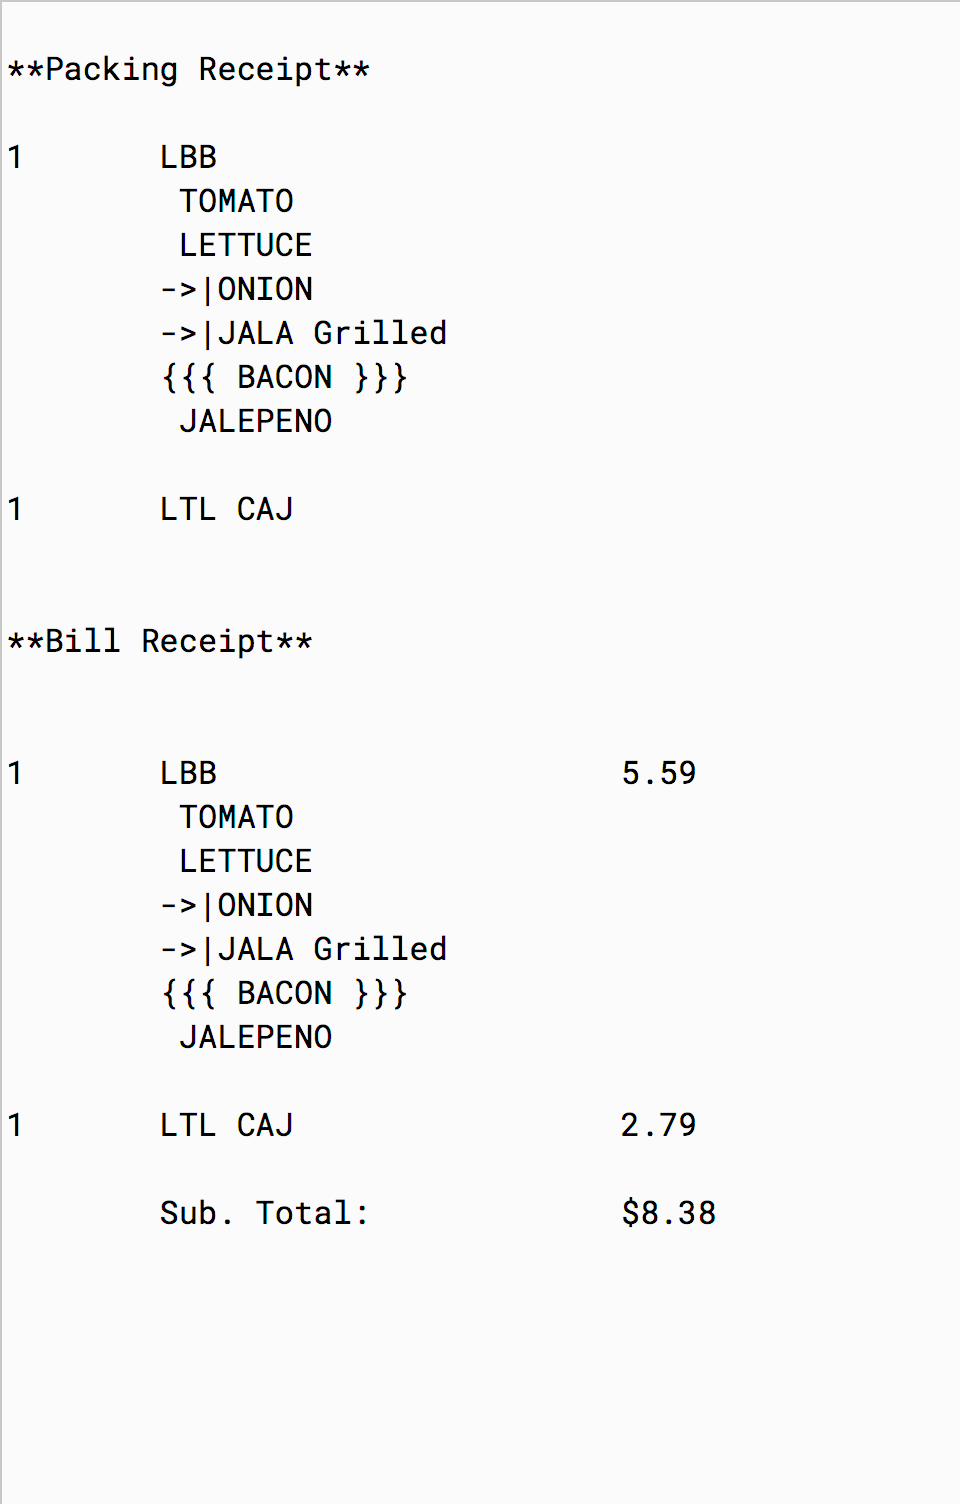 **Packing Receipt**
1 LBB
TOMATO
LETTUCE
->|ONION
->|JALA Grilled
{{{ BACON }}}
JALEPENO
1 LTL CAJ
**Bill Receipt**
1 LBB 5.59
TOMATO
LETTUCE
->|ONION
->|JALA Grilled
{{{ BACON }}}
JALEPENO
1 LTL CAJ 2.79
Sub. Total: $8.38